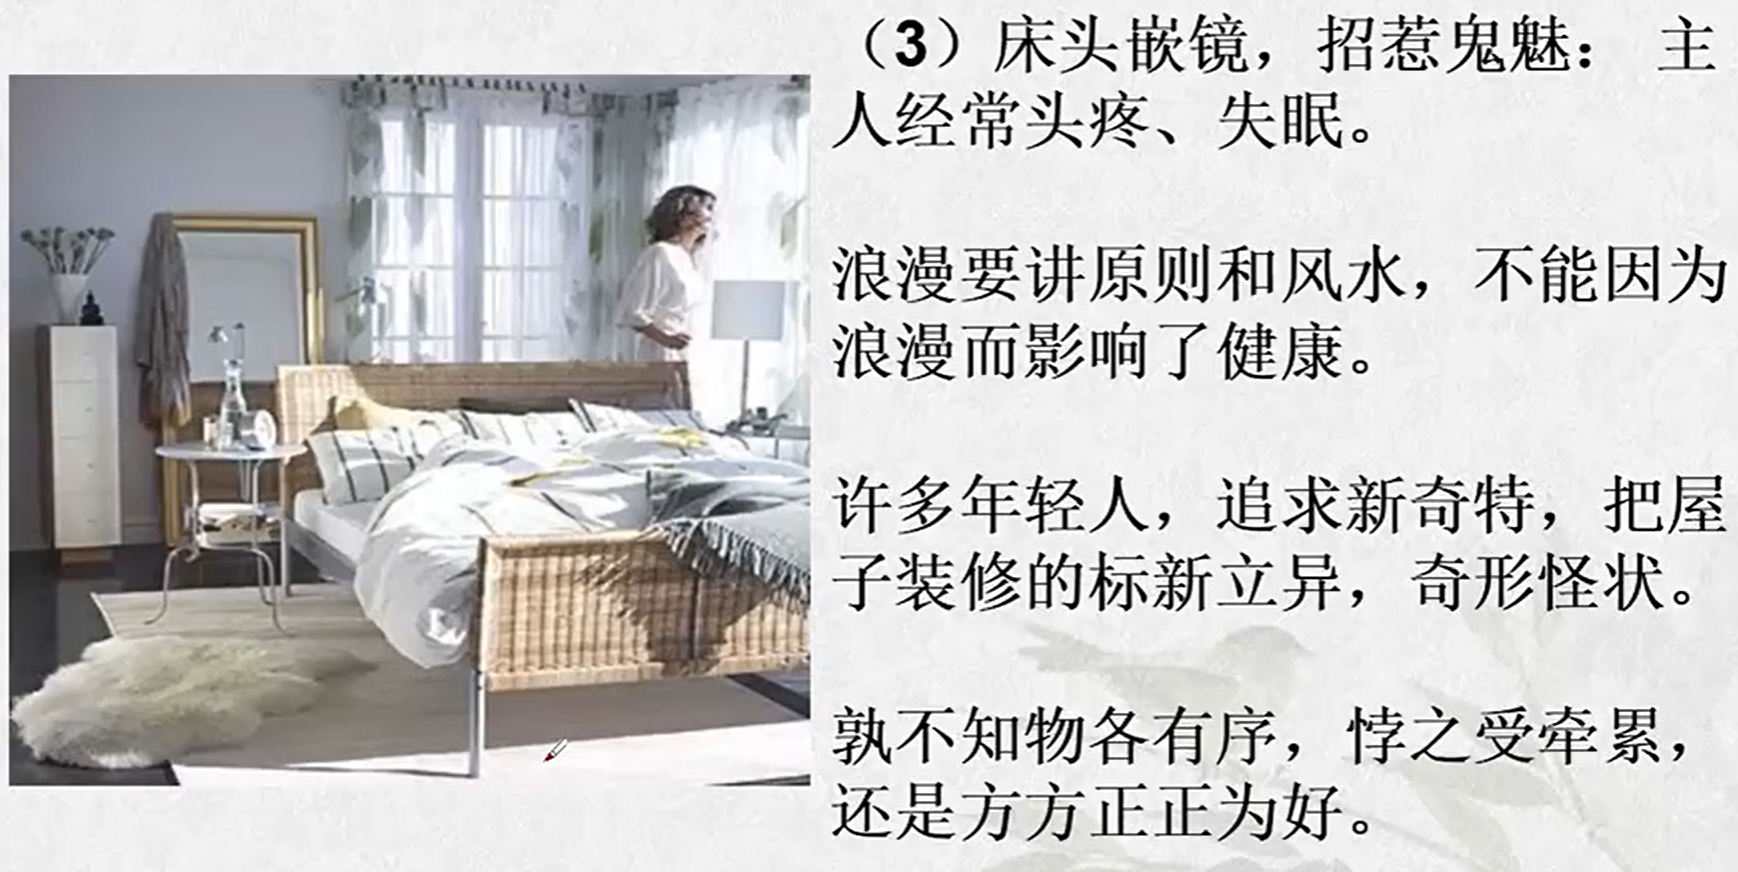 （3）床头嵌镜，招惹鬼魅： 主
人经常头疼、失眠。
浪漫要讲原则和风水，不能因为
浪漫而影响了健康。
许多年轻人，追求新奇特，把屋
子装修的标新立异，奇形怪状。
孰不知物各有序，悖之受牵累，
还是方方正正为好。